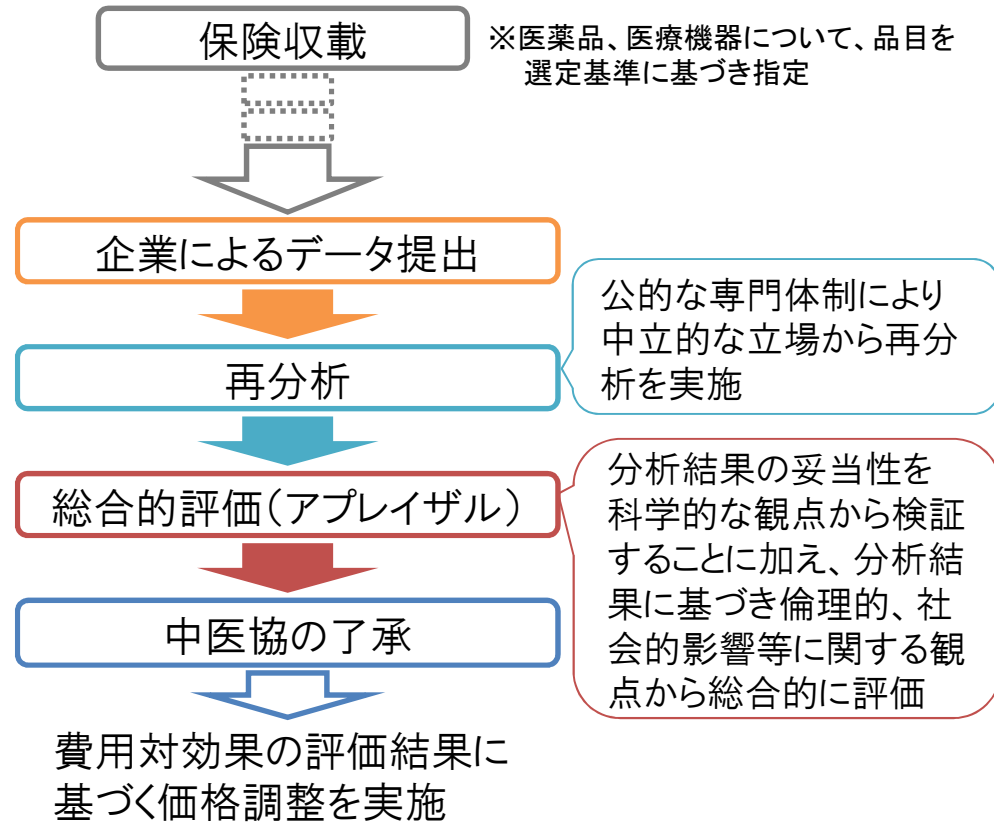 保険収載
※医薬品、医療機器について、品目を
選定基準に基づき指定
企業によるデータ提出
公的な専門体制により
中立的な立場から再分
析を実施
再分析
分析結果の妥当性を
科学的な観点から検証
することに加え、分析結
果に基づき倫理的、社
会的影響等に関する観
点から総合的に評価
総合的評価（アプレイザル）
中医協の了承
費用対効果の評価結果に
基づく価格調整を実施